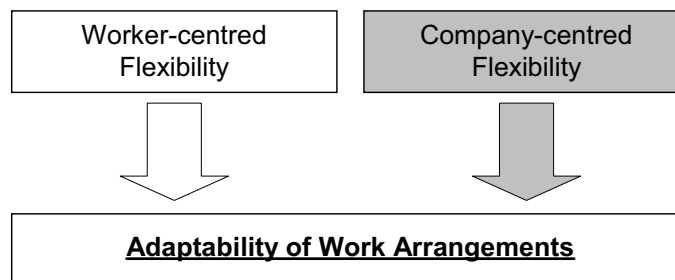 Worker-centred
Flexibility
Company-centred
Flexibility
Adaptability of Work Arrangements